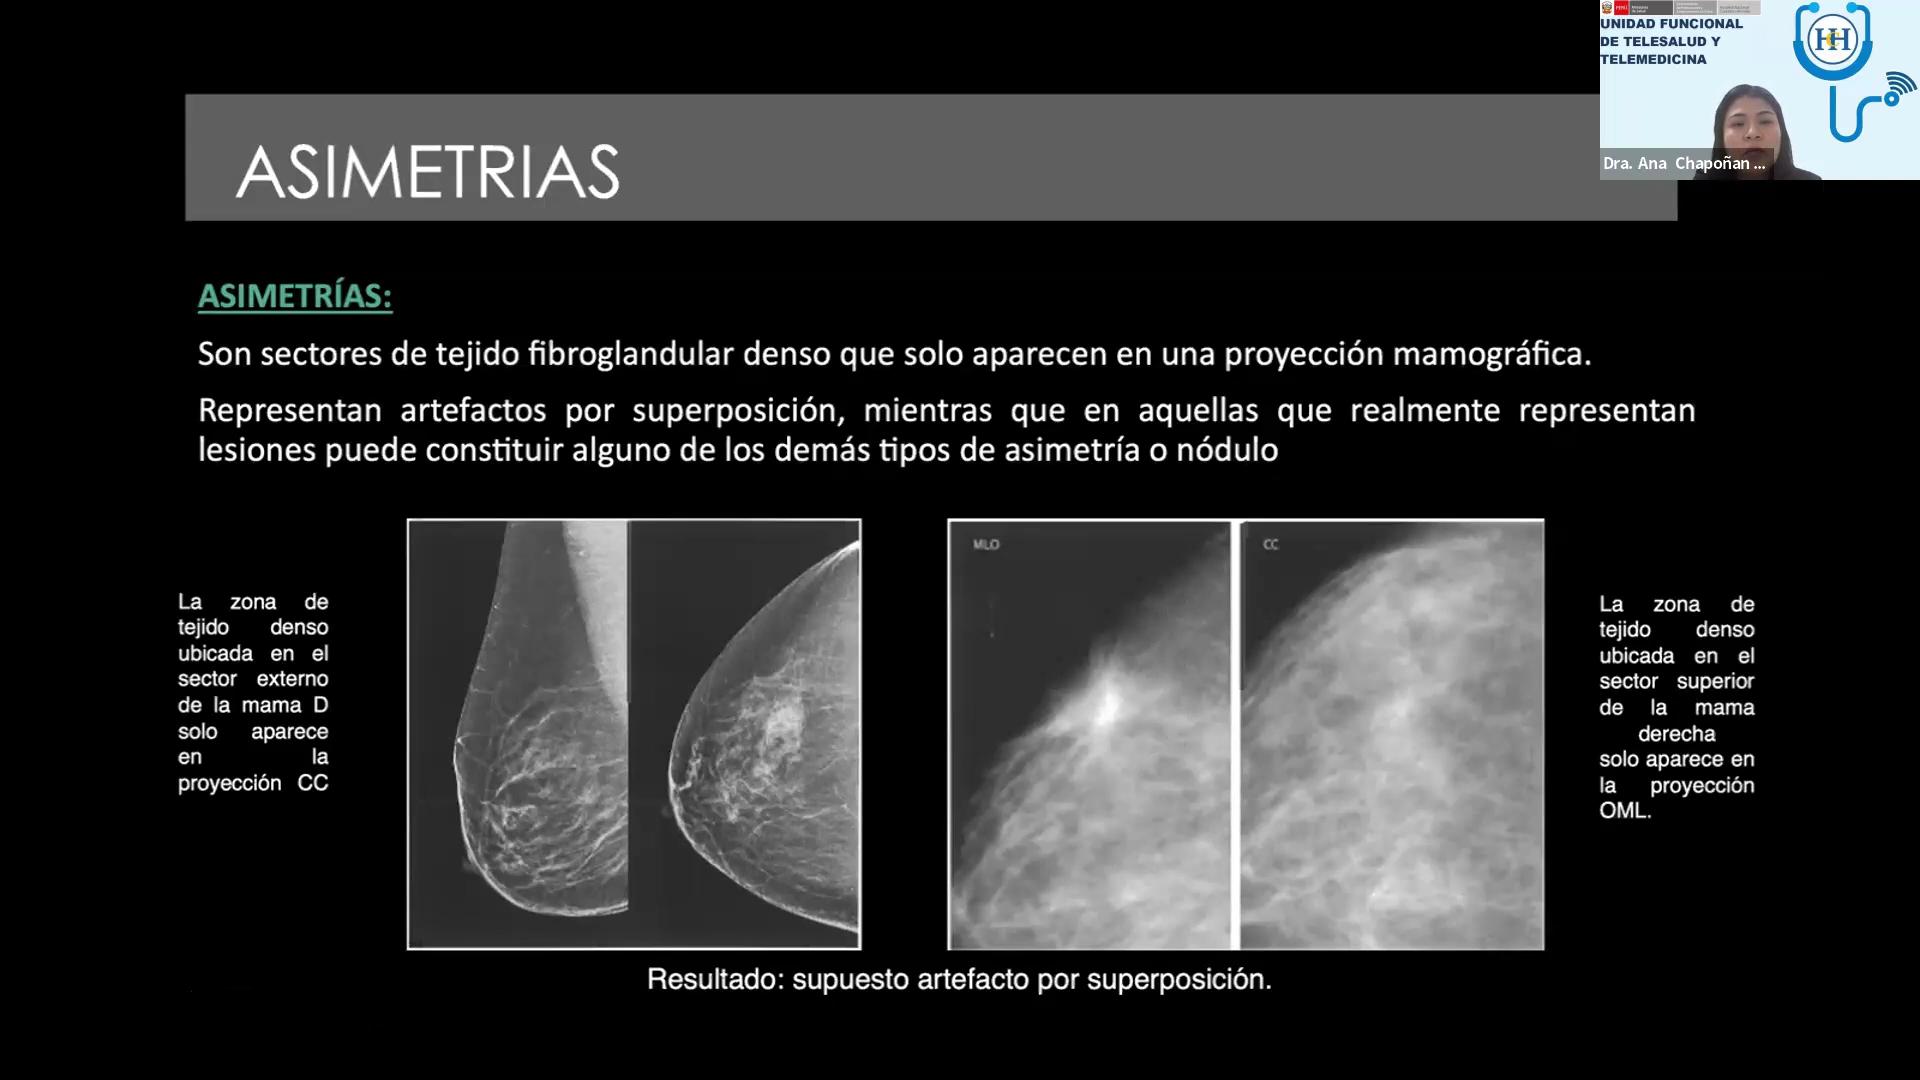 UNIDAD FUNCIONAL
DE TELESALUD Y
TELEMEDICINA
Dra. Ana Chapoñan ...
ASIMETRIAS
ASIMETRÍAS:
Son sectores de tejido fibroglandular denso que solo aparecen en una proyección mamográfica.
Representan artefactos por superposición, mientras que en aquellas que realmente representan
lesiones puede constituir alguno de los demás tipos de asimetría o nódulo
La zona de
tejido denso
ubicada en el
sector externo
de la mama D
solo aparece
en la
proyección CC
MLO
CC
La zona de
tejido denso
ubicada en el
sector superior
de la mama
derecha
solo aparece en
la proyección
OML.
Resultado: supuesto artefacto por superposición.